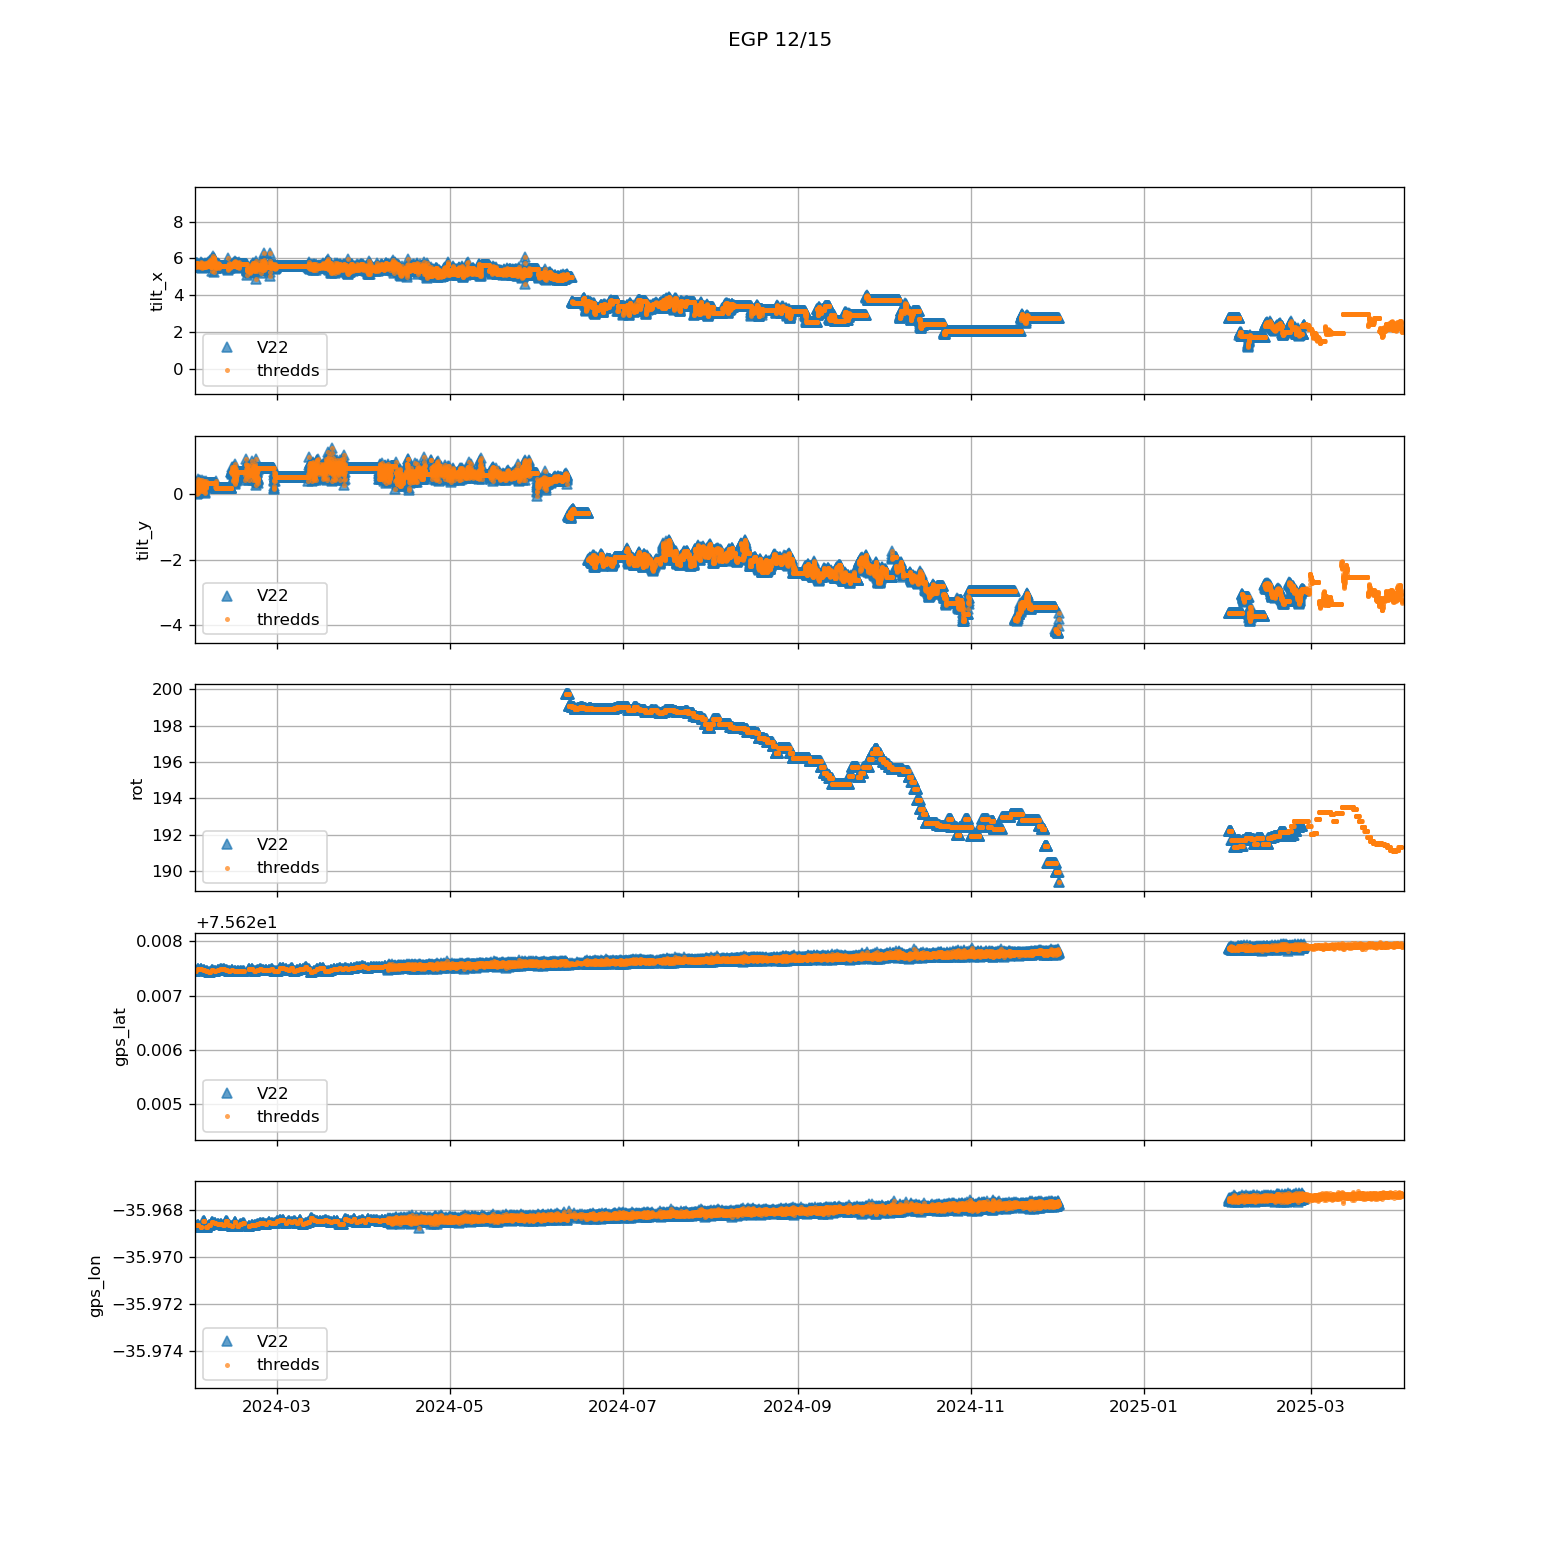 EGP 12/15
8
6
4
2
0
tilt_x
V22
thredds
0
−2
−4
tilt_y
V22
thredds
200
198
196
194
192
190
rot
V22
thredds
+7.562e1
0.008
0.007
0.006
0.005
gps_lat
V22
thredds
−35.968
−35.970
−35.972
−35.974
gps_lon
V22
thredds
2024-03 2024-05 2024-07 2024-09 2024-11 2025-01 2025-03